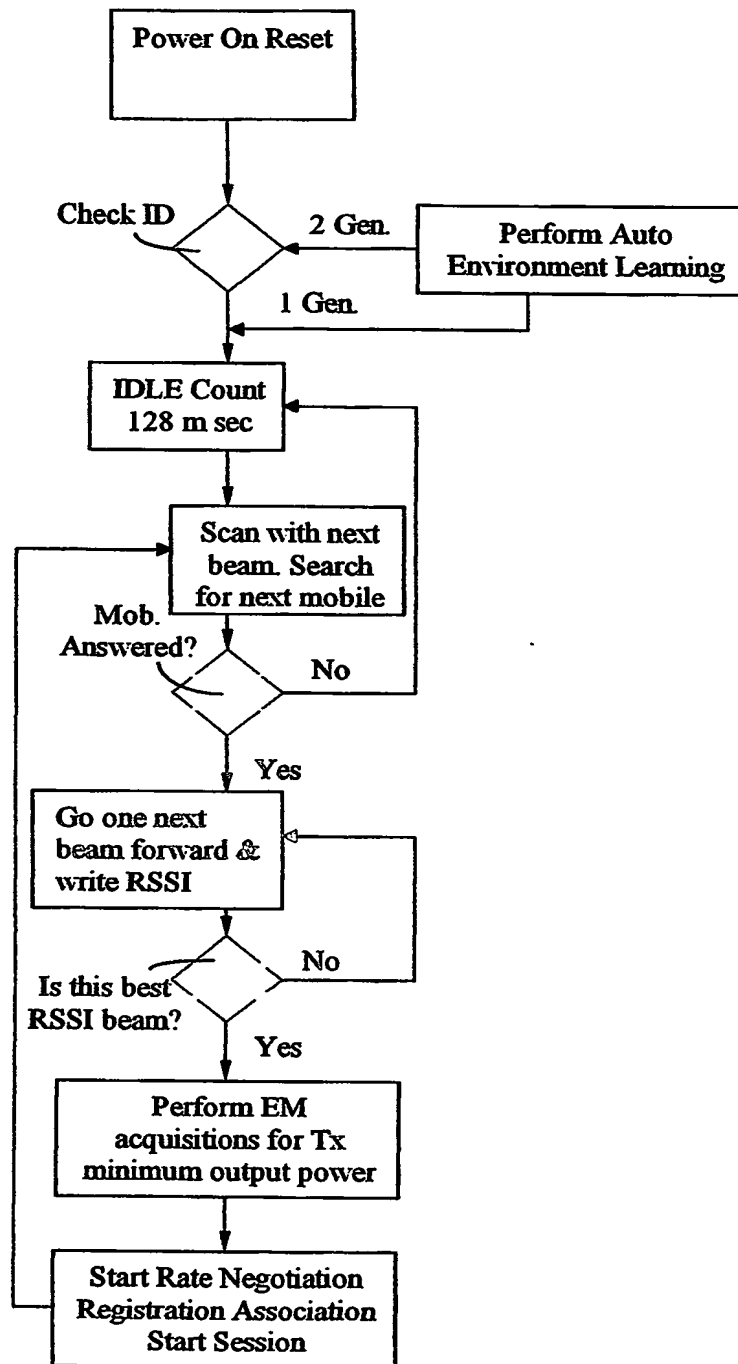 Power On Reset
Check ID
2 Gen.
Perform Auto
Environment Learning
1 Gen.
IDLE Count
128 m sec
Scan with next
beam. Search
for next mobile
Mob.
Answered?
No
Yes
Go one next
beam forward &
write RSSI
No
Is this best
RSSI beam?
Yes
Perform EM
acquisitions for Tx
minimum output power
Start Rate Negotiation
Registration Association
Start Session